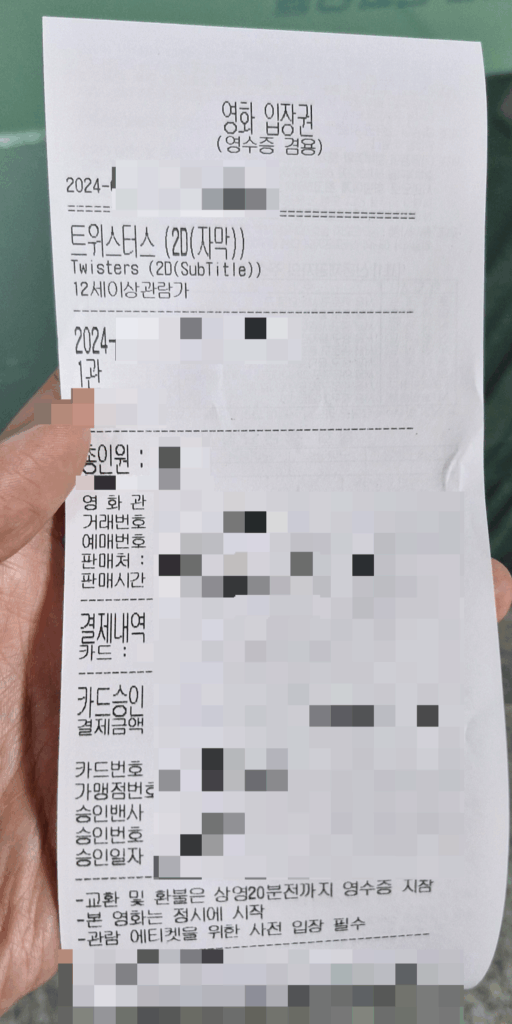 영화 입장권
(영수증 겸용)
2024-
트위스터스 (2D(자막))
Twisters (2D(SubTitle))
12세이상관람가
2024-
1관
총인원 :
영 화 관
거래번호
예매번호
판매처 :
판매시간
결제내역
카드 :
카드승인
결제금액
카드번호
가맹점번호
승인밴사
승인번호
승인일자
-교환 및 환불은 상영20분전까지 영수증 지참
-본 영화는 정시에 시작
-관람 에티켓을 위한 사전 입장 필수